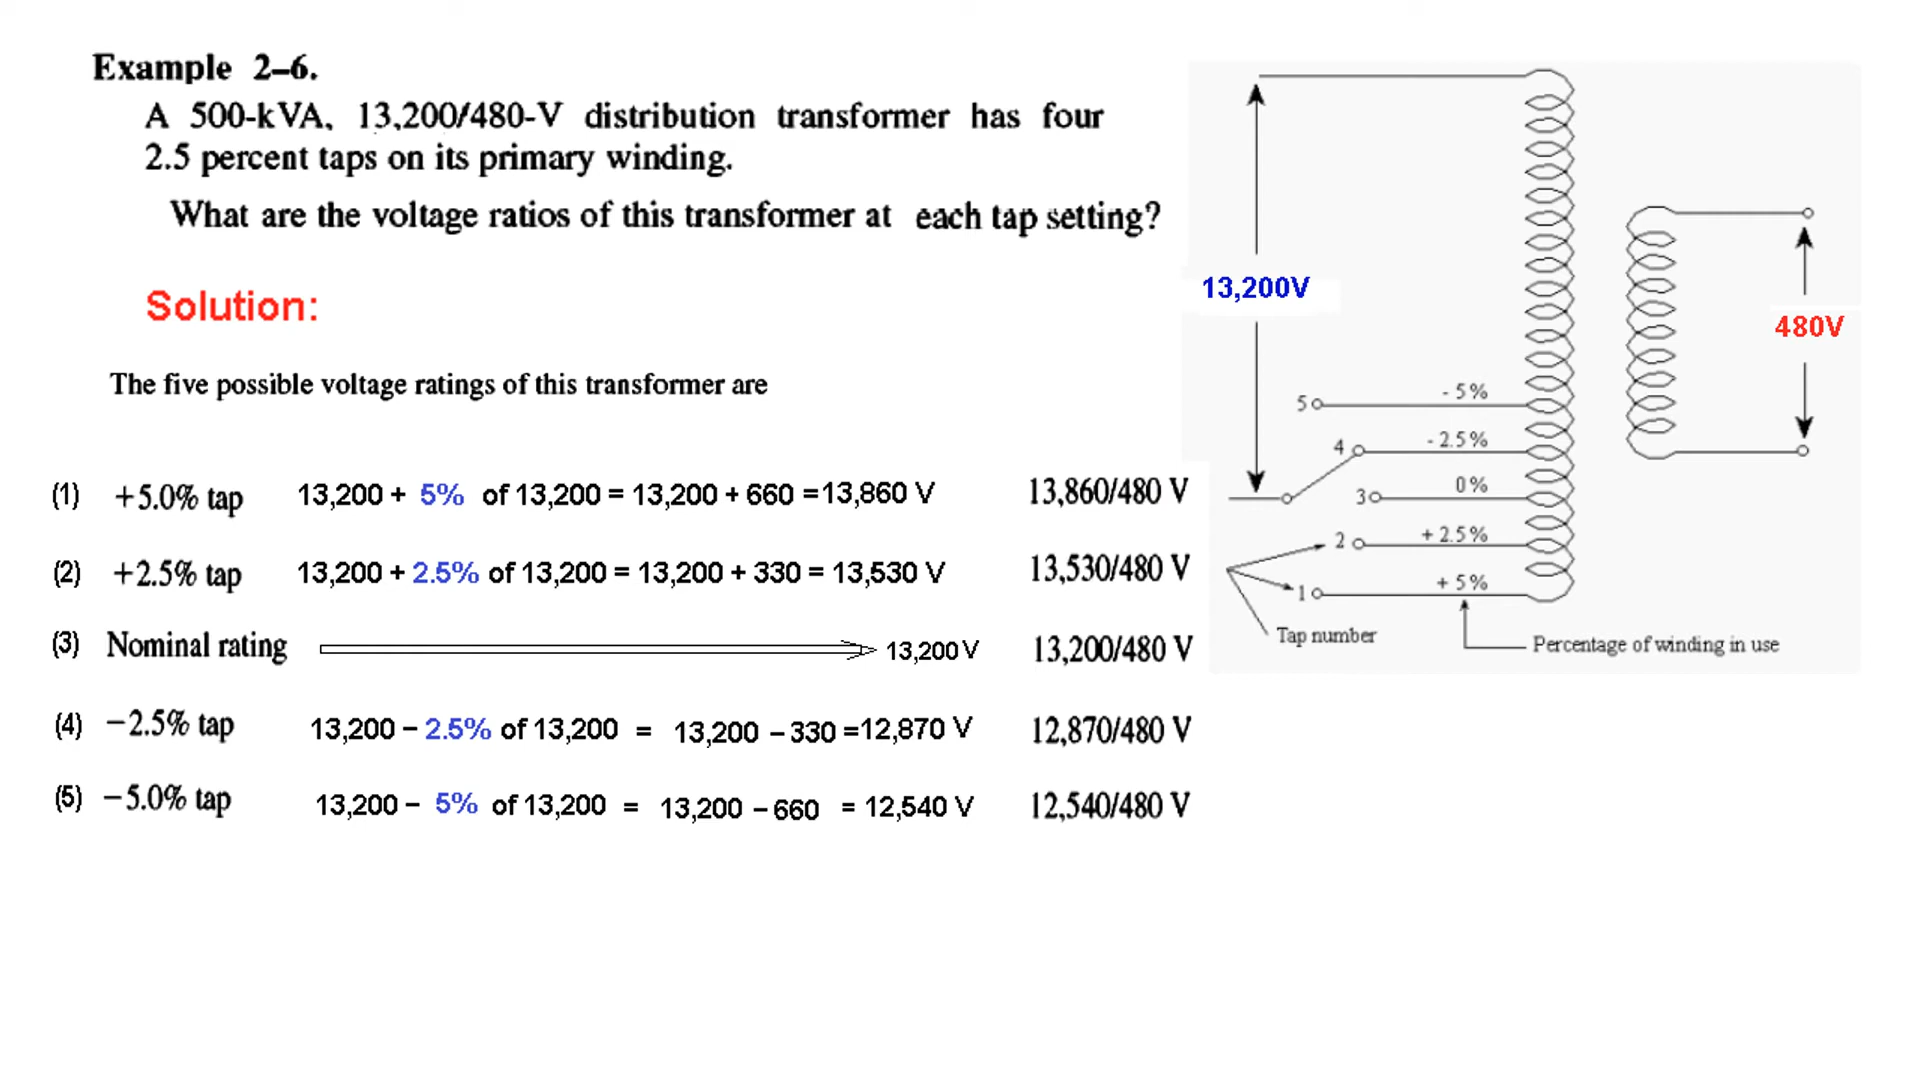 Example 2–6.
A 500-kVA, 13,200/480-V distribution transformer has four
2.5 percent taps on its primary winding.
What are the voltage ratios of this transformer at each tap setting?
Solution:
The five possible voltage ratings of this transformer are
(1) +5.0% tap 13,200 + 5% of 13,200 = 13,200 + 660 =13,860 V 13,860/480 V
(2) +2.5% tap 13,200 + 2.5% of 13,200 = 13,200 + 330 = 13,530 V 13,530/480 V
(3) Nominal rating 13,200 V 13,200/480 V
(4) −2.5% tap 13,200 − 2.5% of 13,200 = 13,200 − 330 =12,870 V 12,870/480 V
(5) −5.0% tap 13,200 − 5% of 13,200 = 13,200 − 660 = 12,540 V 12,540/480 V
13,200V
480V
5 - 5%
4 - 2.5%
3 0%
2 + 2.5%
1 + 5%
Tap number
Percentage of winding in use